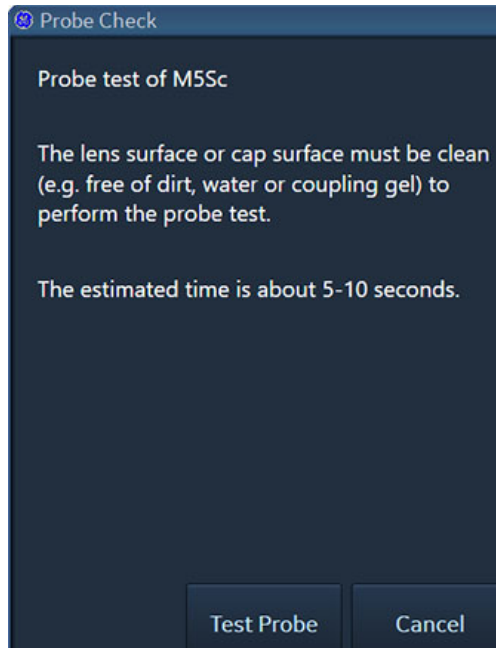 Probe Check
Probe test of M5Sc
The lens surface or cap surface must be clean
(e.g. free of dirt, water or coupling gel) to
perform the probe test.
The estimated time is about 5-10 seconds.
Test Probe
Cancel